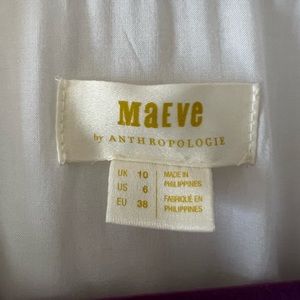 Maeve
by ANTHROPOLOGIE
UK 10
US 6
EU 38
MADE IN
PHILIPPINES
FABRIQUÉ EN
PHILIPPINES